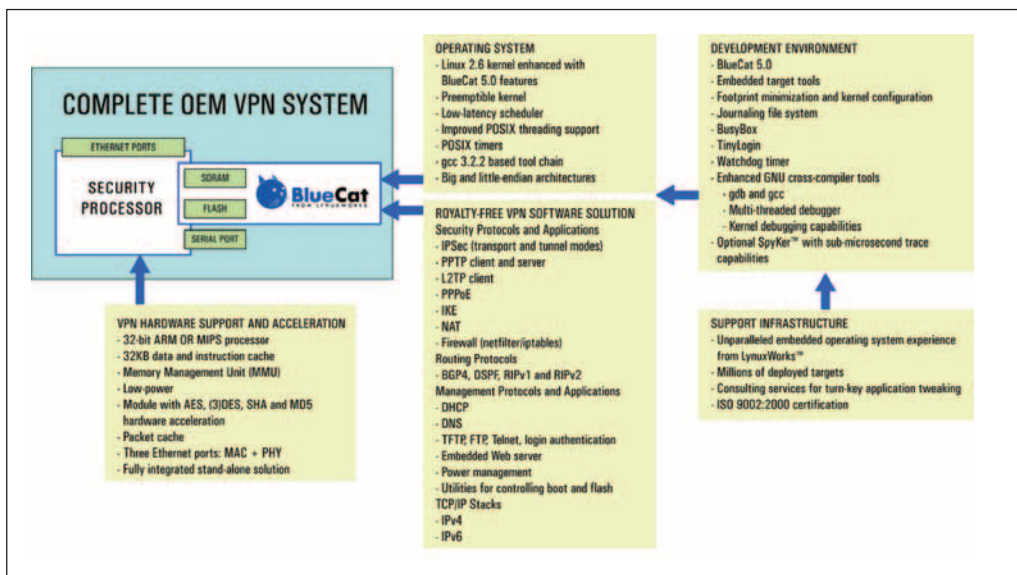 COMPLETE OEM VPN SYSTEM
ETHERNET PORTS
SECURITY
PROCESSOR
SDRAM
FLASH
SERIAL PORT
BlueCat
FROM LYNUXWORKS
VPN HARDWARE SUPPORT AND ACCELERATION
- 32-bit ARM OR MIPS processor
- 32KB data and instruction cache
- Memory Management Unit (MMU)
- Low-power
- Module with AES, (3)DES, SHA and MD5
hardware acceleration
- Packet cache
- Three Ethernet ports: MAC + PHY
- Fully integrated stand-alone solution
OPERATING SYSTEM
- Linux 2.6 kernel enhanced with
BlueCat 5.0 features
- Preemptible kernel
- Low-latency scheduler
- Improved POSIX threading support
- POSIX timers
- gcc 3.2.2 based tool chain
- Big and little-endian architectures
ROYALTY-FREE VPN SOFTWARE SOLUTION
Security Protocols and Applications
- IPSec (transport and tunnel modes)
- PPTP client and server
- L2TP client
- PPPoE
- IKE
- NAT
- Firewall (netfilter/iptables)
Routing Protocols
- BGP4, OSPF, RIPv1 and RIPv2
Management Protocols and Applications
- DHCP
- DNS
- TFTP, FTP, Telnet, login authentication
- Embedded Web server
- Power management
- Utilities for controlling boot and flash
TCP/IP Stacks
- IPv4
- IPv6
DEVELOPMENT ENVIRONMENT
- BlueCat 5.0
- Embedded target tools
- Footprint minimization and kernel configuration
- Journaling file system
- BusyBox
- TinyLogin
- Watchdog timer
- Enhanced GNU cross-compiler tools
- gdb and gcc
- Multi-threaded debugger
- Kernel debugging capabilities
- Optional SpyKer™ with sub-microsecond trace
capabilities
SUPPORT INFRASTRUCTURE
- Unparalleled embedded operating system experience
from LynuxWorks™
- Millions of deployed targets
- Consulting services for turn-key application tweaking
- ISO 9002:2000 certification